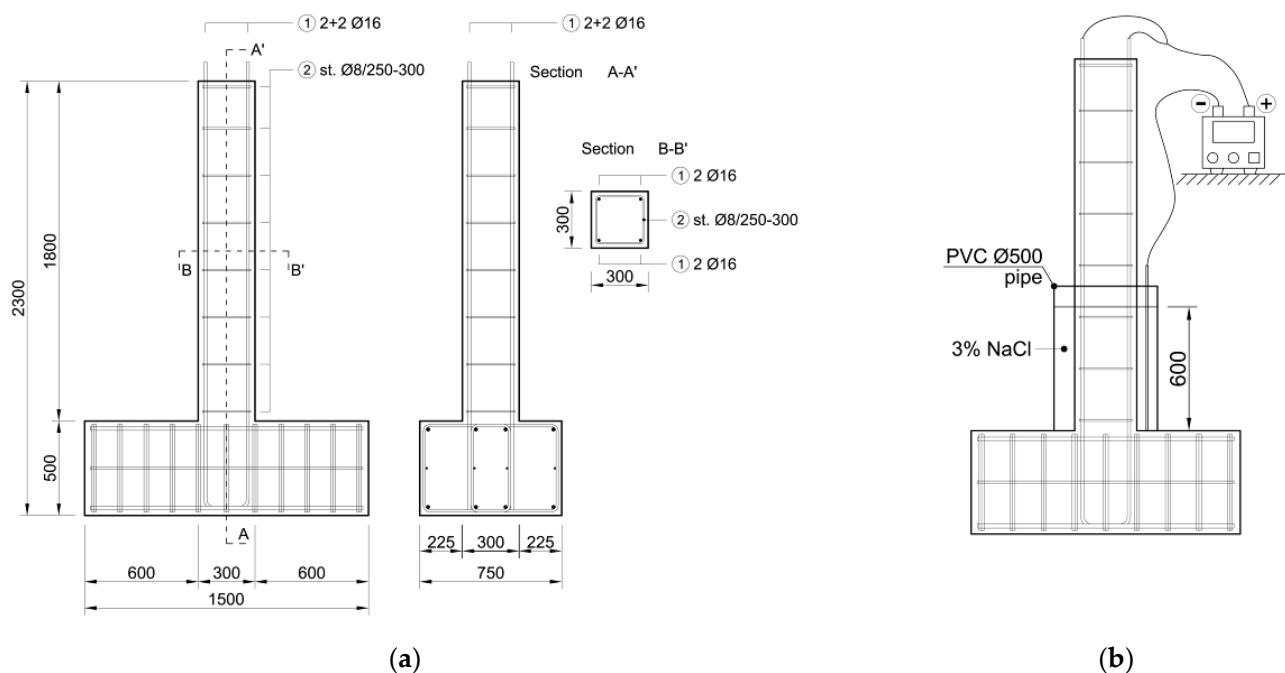 ① 2+2 Ø16
A'
② st. Ø8/250-300
2300
1800
500
B
B'
A
600
300
600
1500
① 2+2 Ø16
Section A-A'
Section B-B'
① 2 Ø16
300
② st. Ø8/250-300
① 2 Ø16
300
225
300
225
750
(a)
−
+
PVC Ø500
pipe
3% NaCl
600
(b)